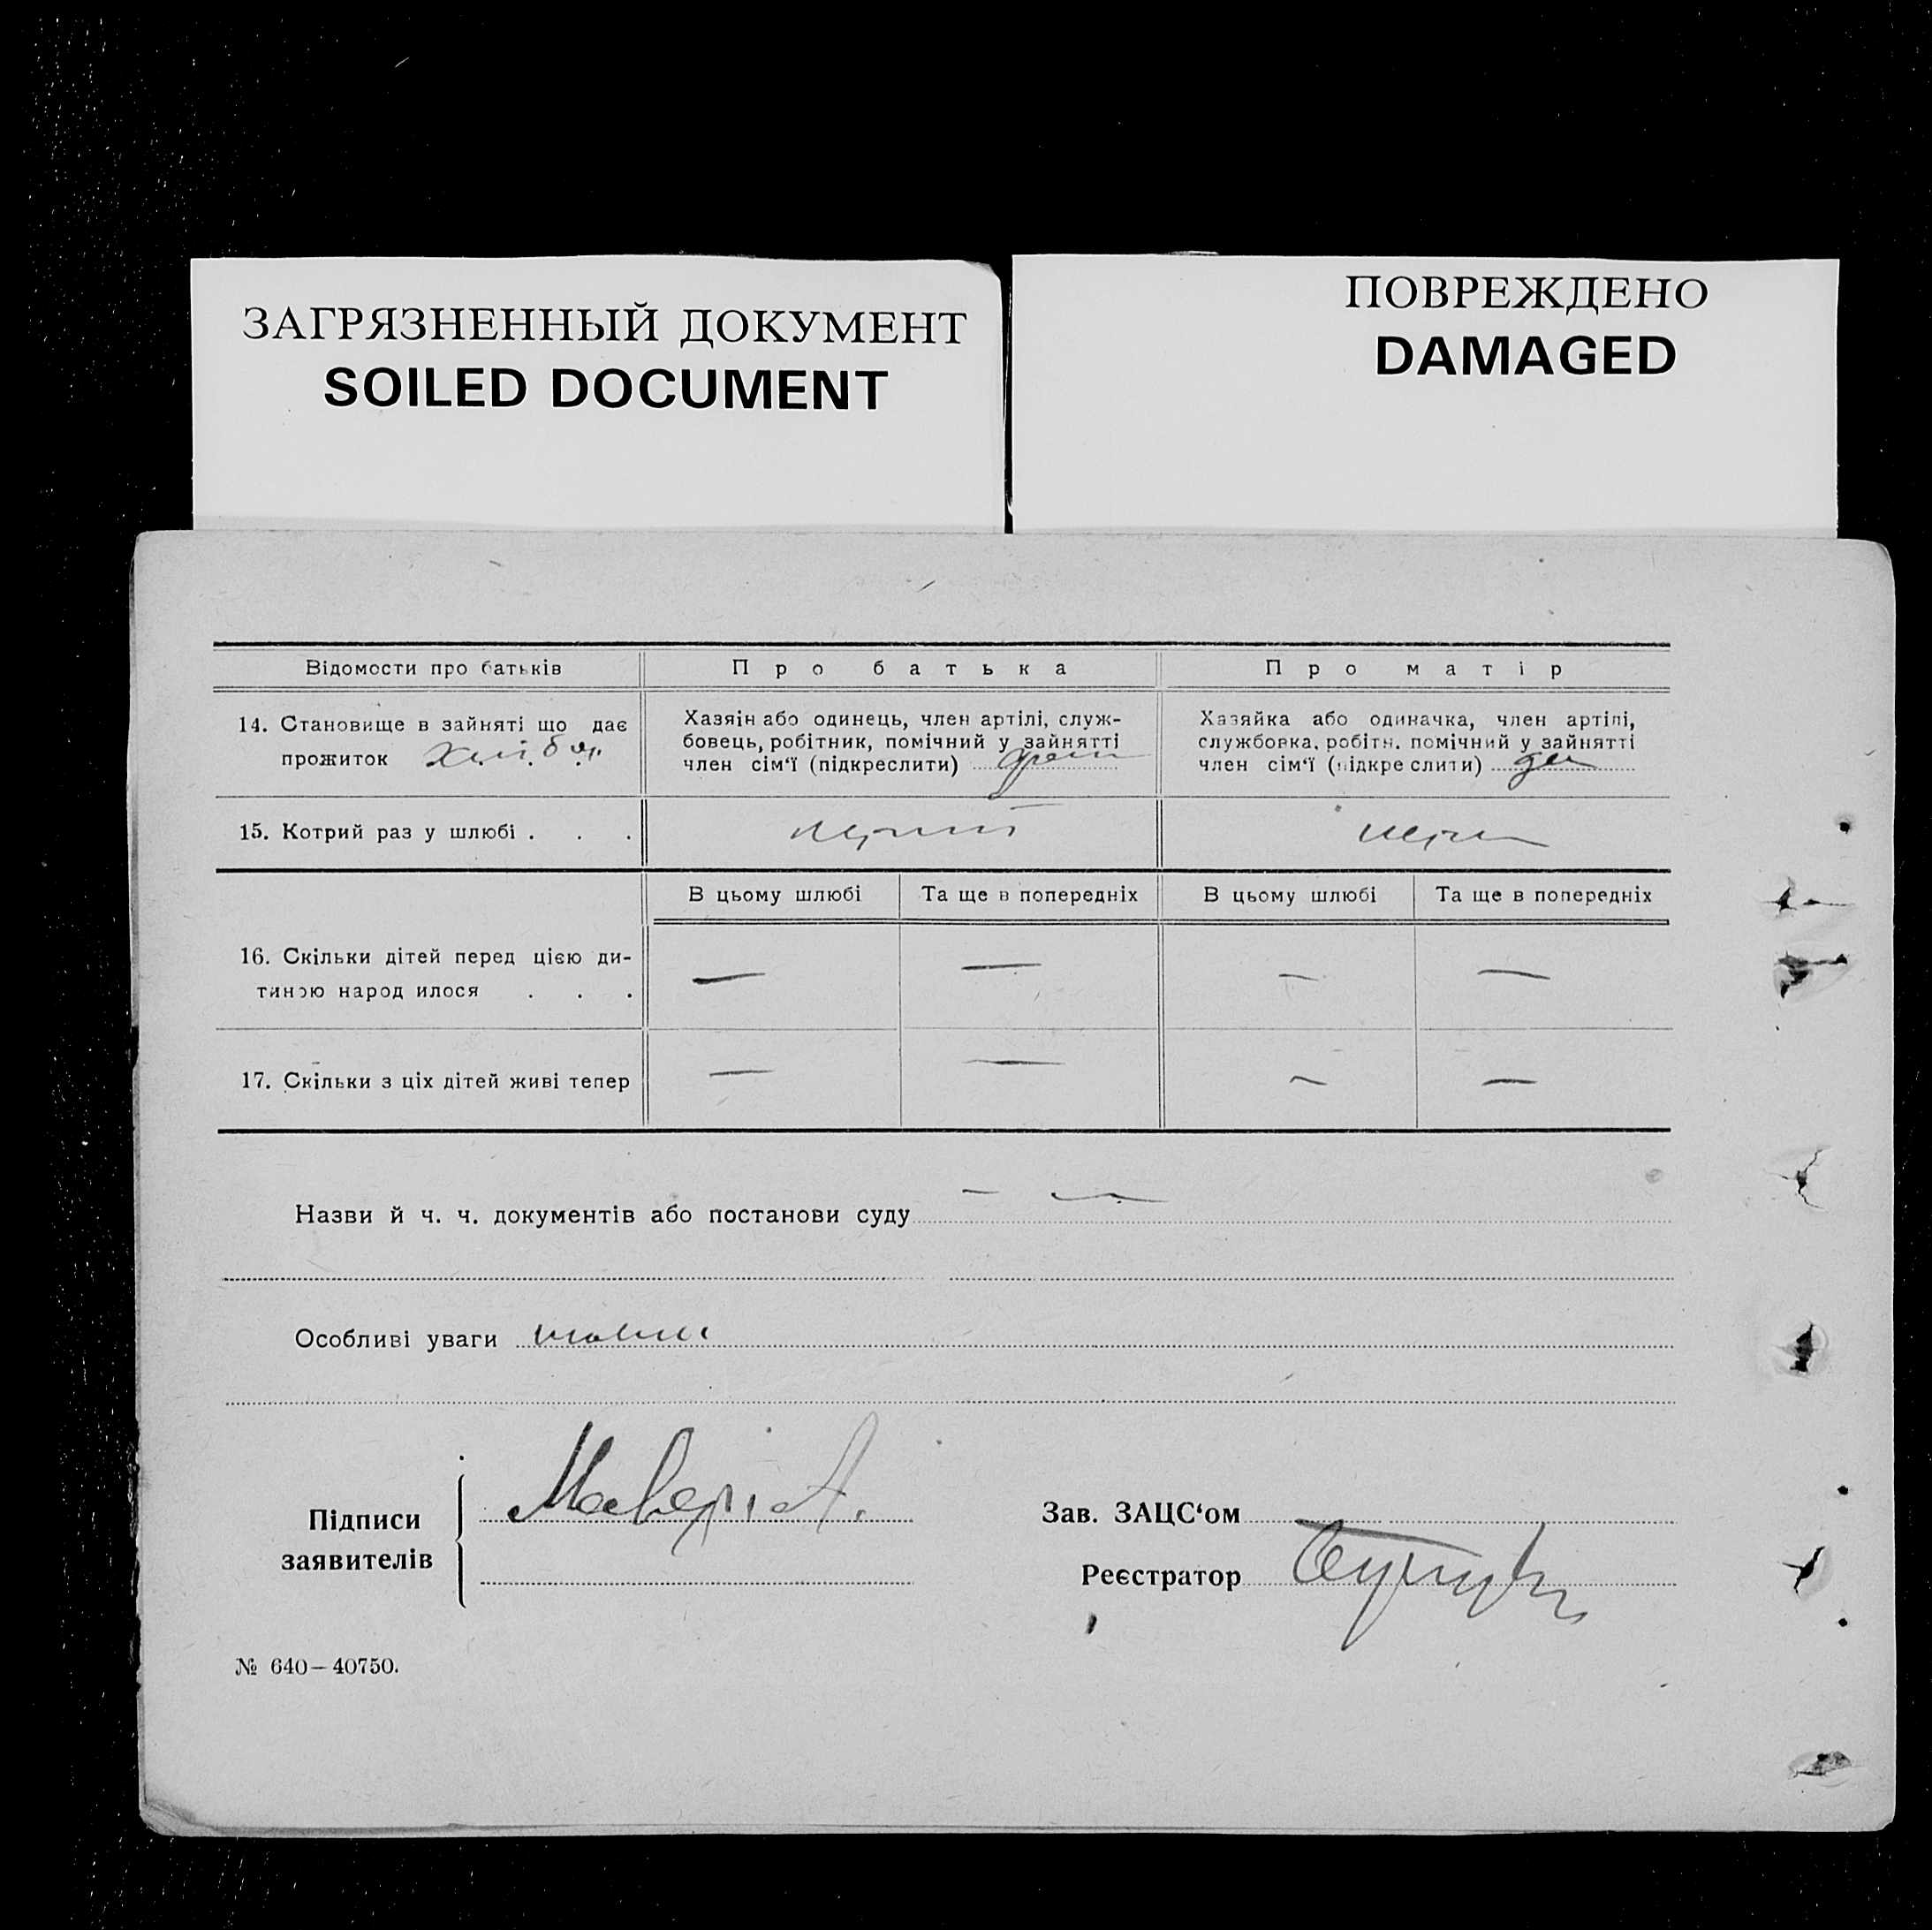 ЗАГРЯЗНЕННЫЙ ДОКУМЕНТ
SOILED DOCUMENT
ПОВРЕЖДЕНО
DAMAGED
Відомости про батьків
Про батька
Про матір
14. Становище в зайняті що дає
прожиток
Хазяін або одинець, член артілі, служ-
бовець, робітник, помічний у зайнятті
член сім'ї (підкреслити)
Хазяйка або одиначка, член артілі,
службовка, робітн. помічний у зайнятті
член сім'ї (підкреслити)
15. Котрий раз у шлюбі . . .
перший
перш
В цьому шлюбі
Та ще в попередніх
В цьому шлюбі
Та ще в попередніх
16. Скільки дітей перед цією ди-
тиною народилося . . .
— — — —
17. Скільки з ціх дітей живі тепер
— — — —
Назви й ч. ч. документів або постанови суду — —
Особливі уваги
Підписи
заявителів
Зав. ЗАЦС'ом
Реєстратор
№ 640—40750.